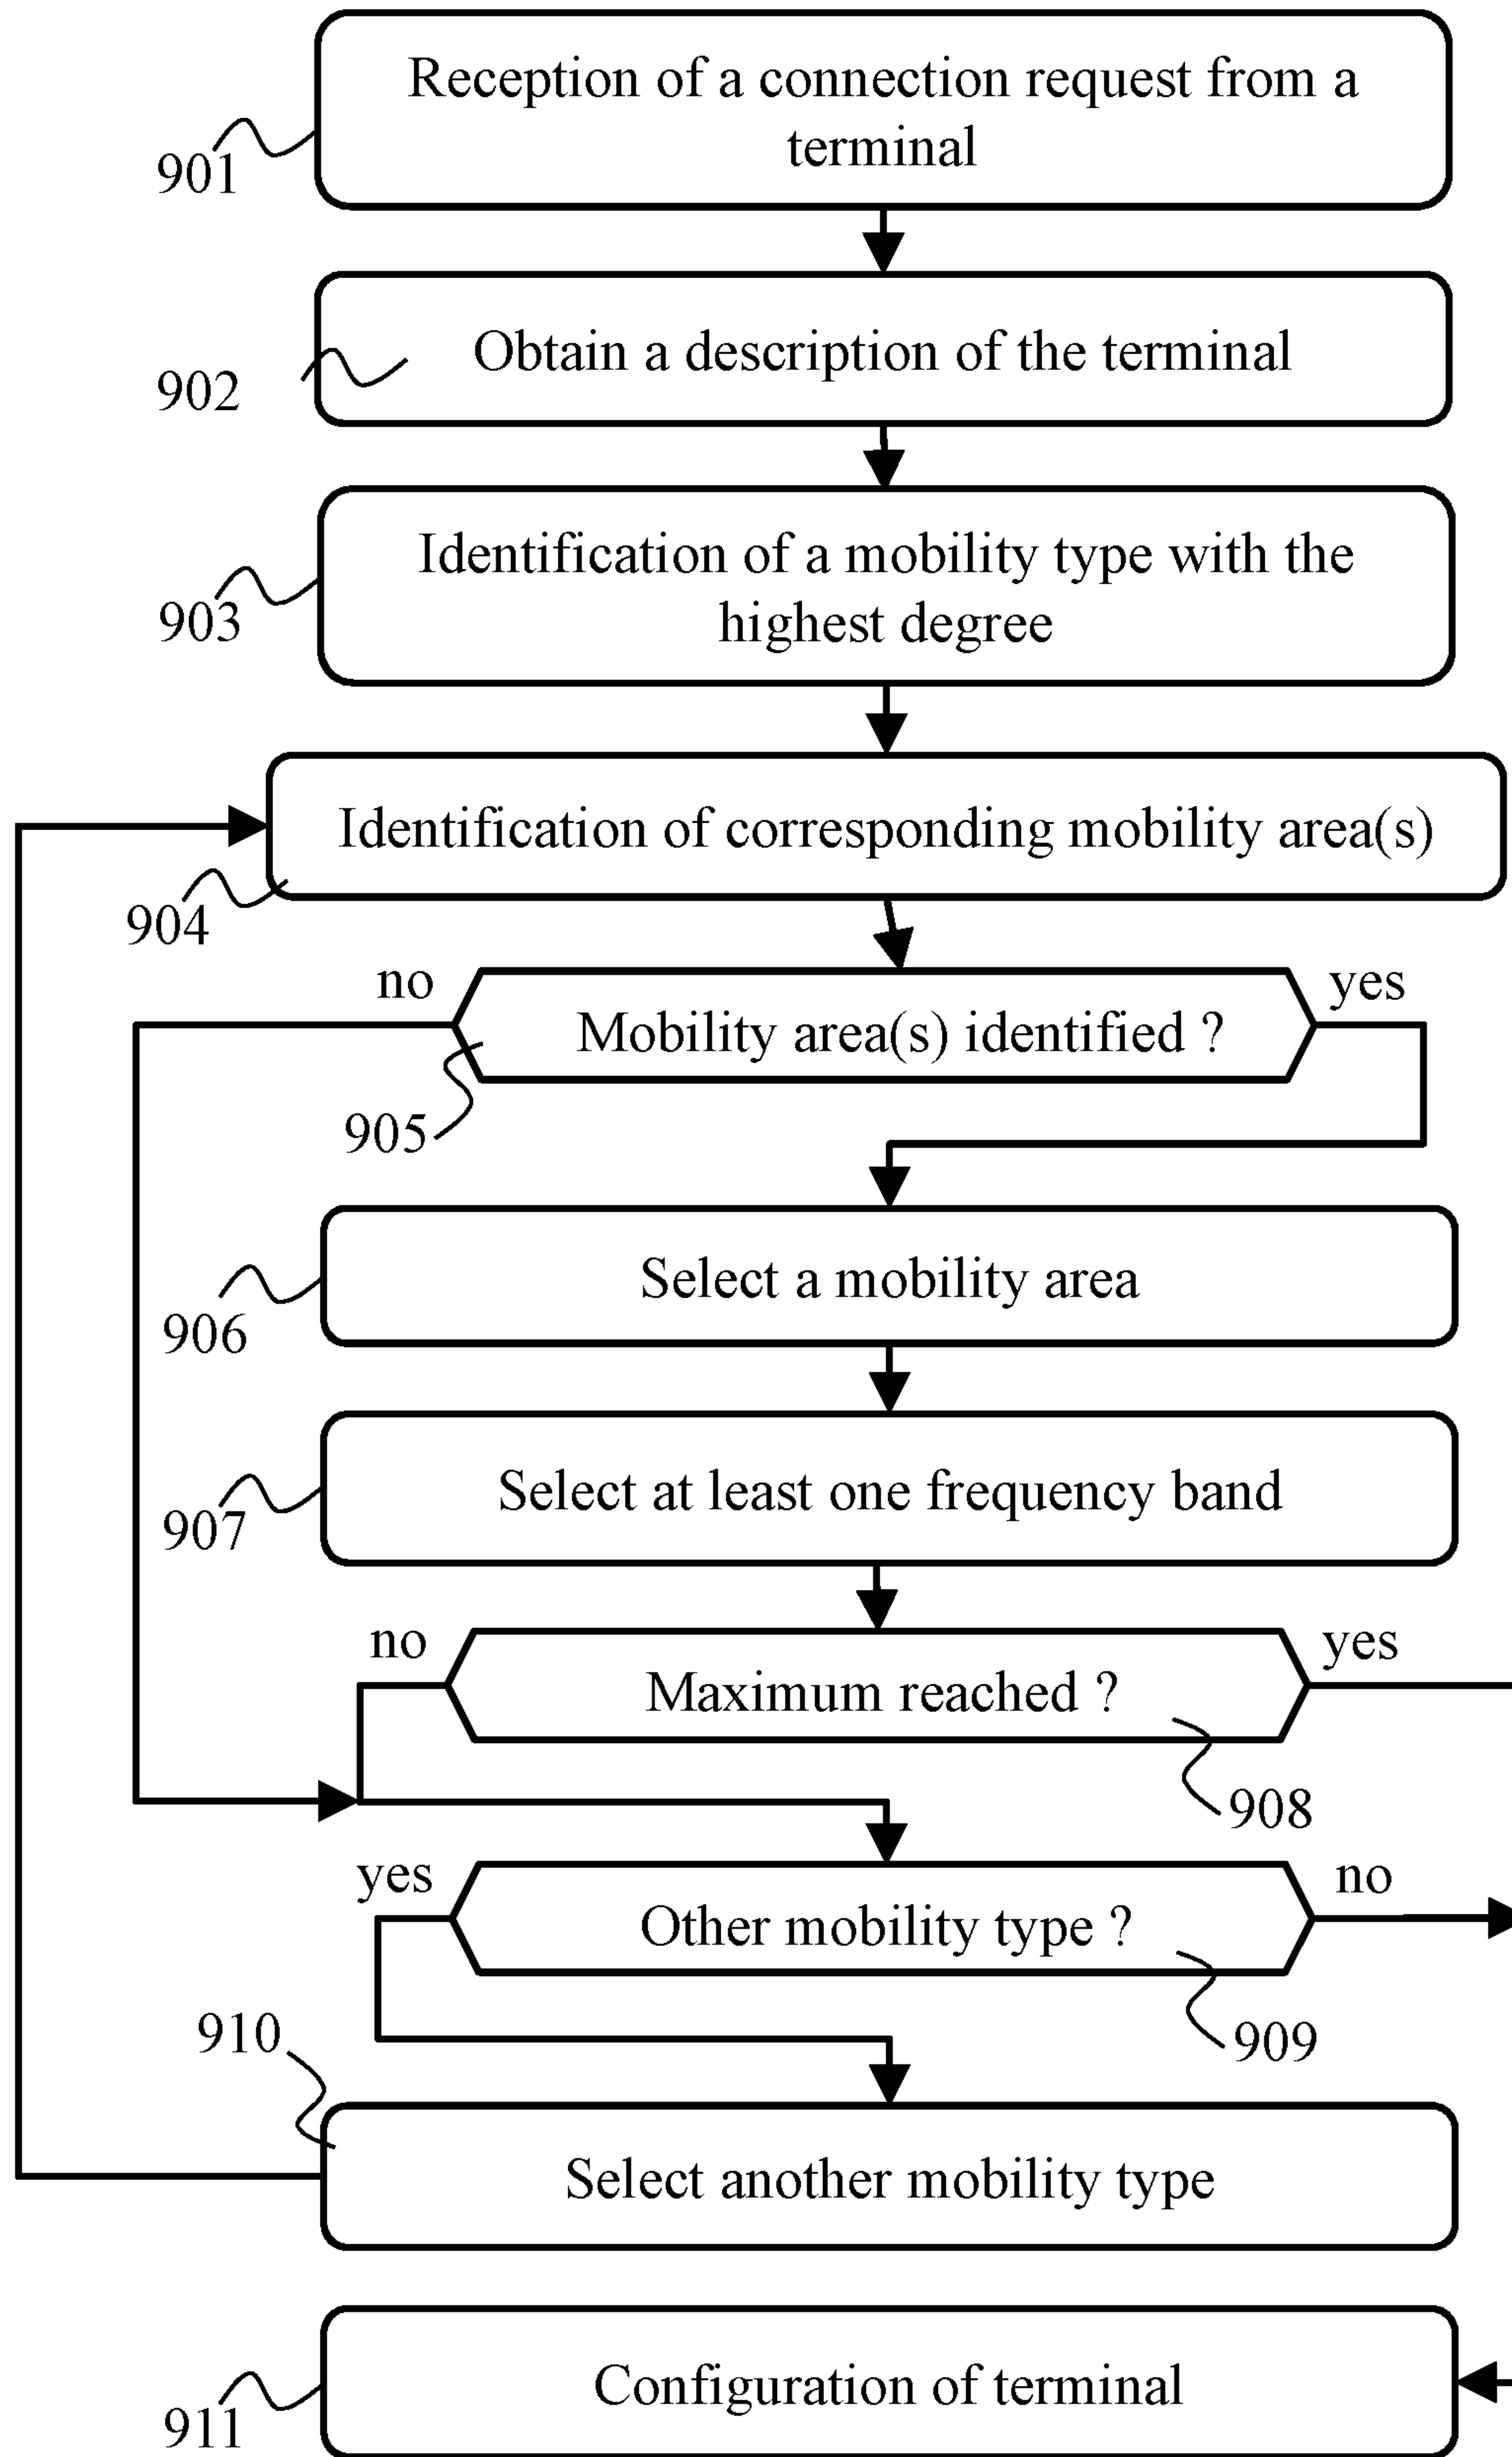 Reception of a connection request from a
terminal
901
Obtain a description of the terminal
902
Identification of a mobility type with the
highest degree
903
Identification of corresponding mobility area(s)
904
no
yes
Mobility area(s) identified ?
905
Select a mobility area
906
Select at least one frequency band
907
no
yes
Maximum reached ?
908
yes
no
Other mobility type ?
909
910
Select another mobility type
Configuration of terminal
911